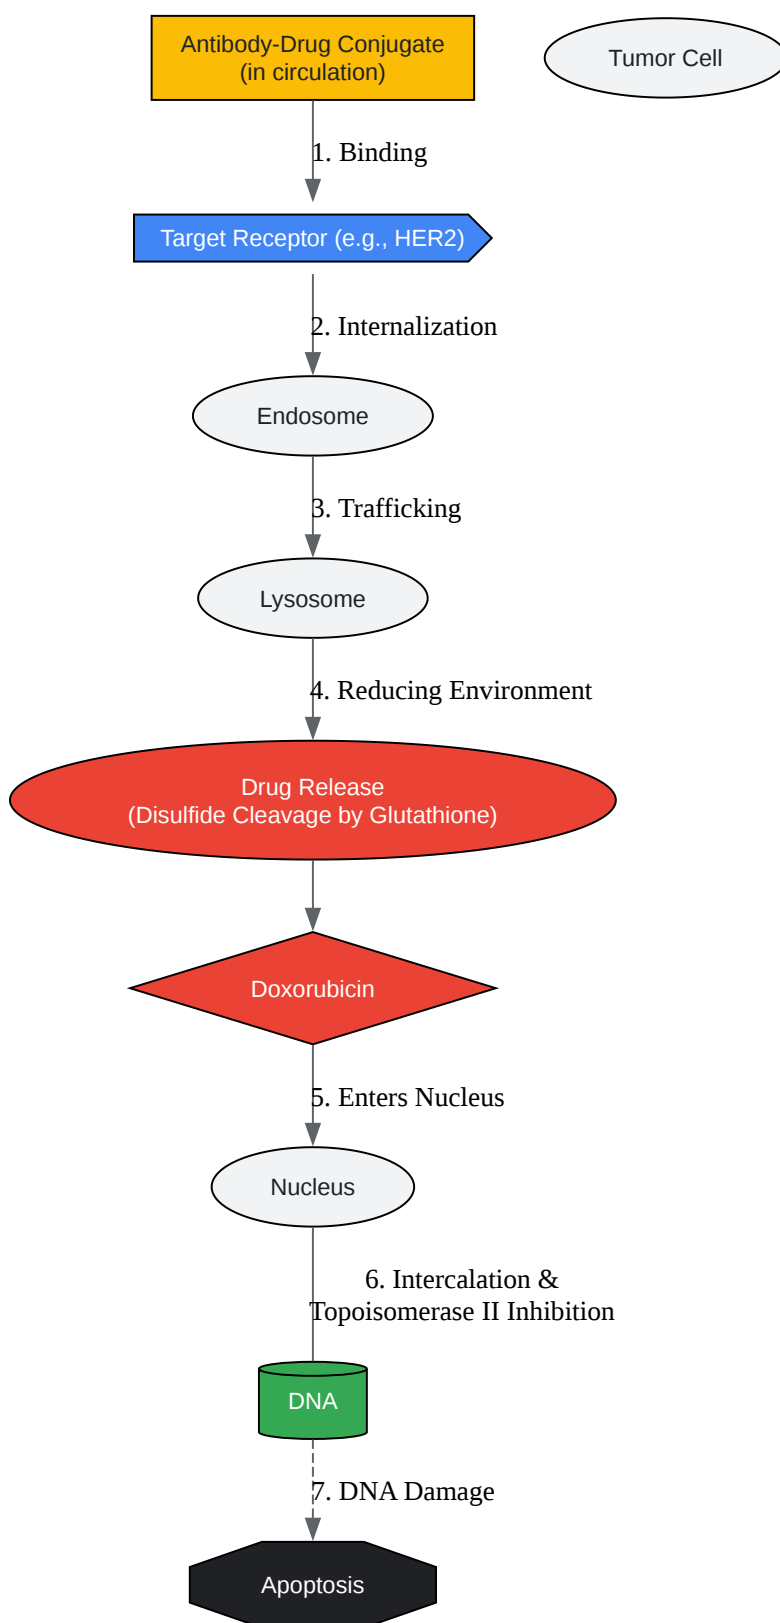 Antibody-Drug Conjugate
(in circulation)
Tumor Cell
1. Binding
Target Receptor (e.g., HER2)
2. Internalization
Endosome
3. Trafficking
Lysosome
4. Reducing Environment
Drug Release
(Disulfide Cleavage by Glutathione)
Doxorubicin
5. Enters Nucleus
Nucleus
6. Intercalation &
Topoisomerase II Inhibition
DNA
7. DNA Damage
Apoptosis